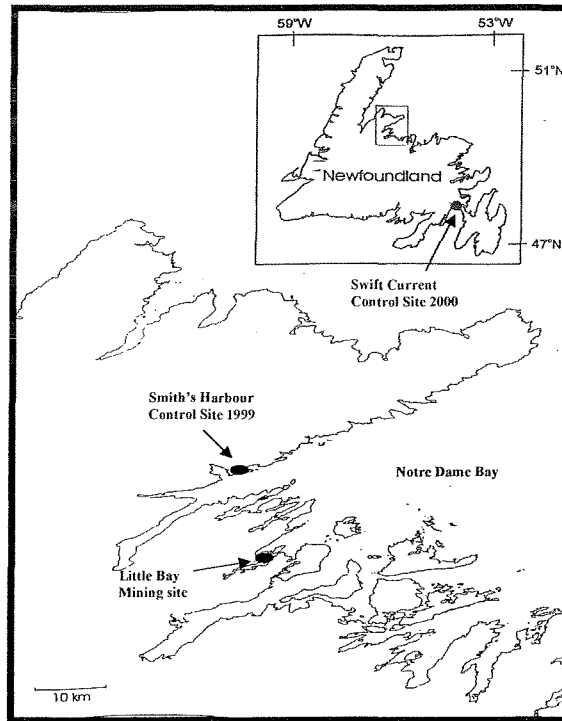 59°W 53°W
51°N
Newfoundland
47°N
Swift Current
Control Site 2000
Smith's Harbour
Control Site 1999
Notre Dame Bay
Little Bay
Mining site
10 km